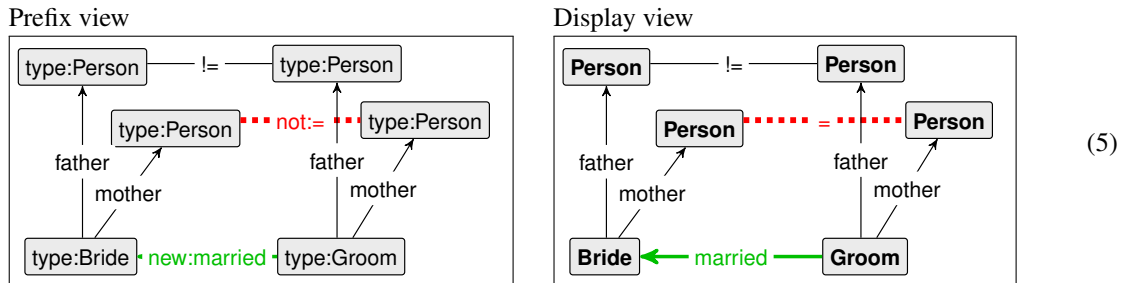 Prefix view
Display view
type:Person != type:Person
Person != Person
type:Person not:= type:Person
Person = Person
(5)
father father
father father
mother mother
mother mother
type:Bride new:married type:Groom
Bride married Groom